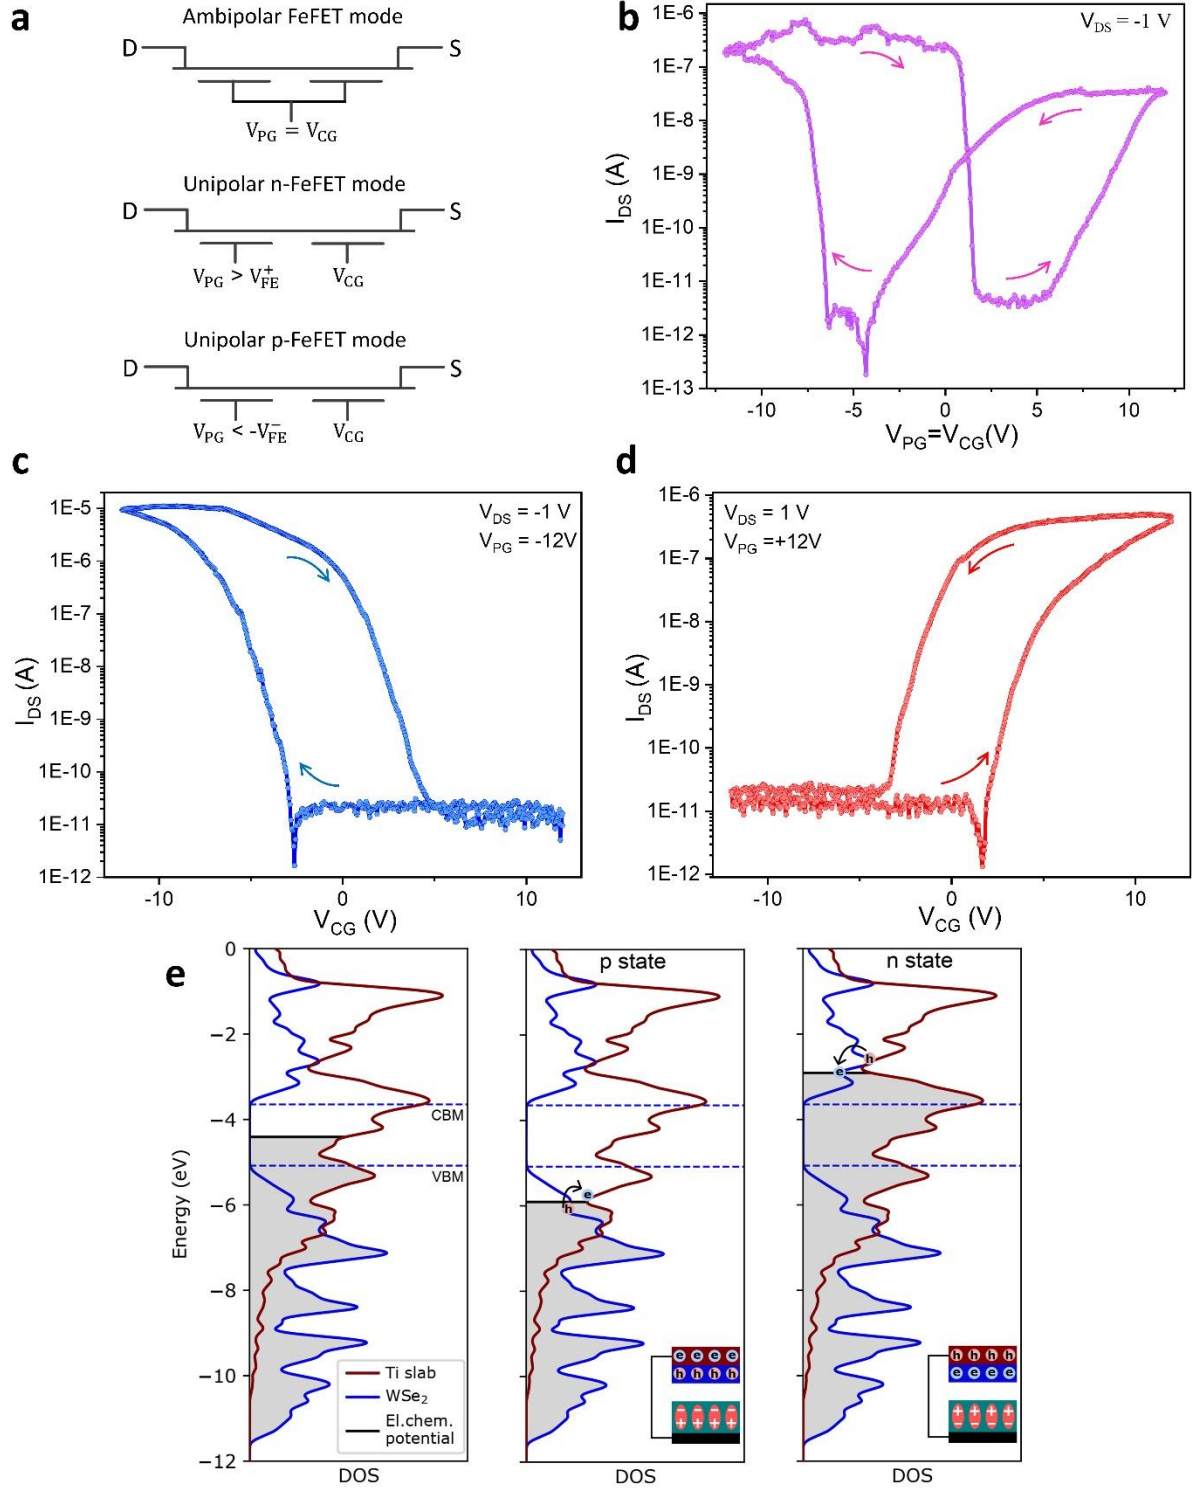 a
Ambipolar FeFET mode
D
S
V_PG = V_CG
Unipolar n-FeFET mode
D
S
V_PG > V⁺_FE
V_CG
Unipolar p-FeFET mode
D
S
V_PG < -V⁻_FE
V_CG
b
V_DS = -1 V
1E-6
1E-7
1E-8
1E-9
1E-10
1E-11
1E-12
1E-13
I_DS (A)
-10
-5
0
5
10
V_PG=V_CG(V)
c
V_DS = -1 V
V_PG = -12V
1E-5
1E-6
1E-7
1E-8
1E-9
1E-10
1E-11
1E-12
I_DS (A)
-10
0
10
V_CG (V)
d
V_DS = 1 V
V_PG =+12V
1E-6
1E-7
1E-8
1E-9
1E-10
1E-11
1E-12
I_DS (A)
-10
0
10
V_CG (V)
e
0
−2
−4
−6
−8
−10
−12
Energy (eV)
CBM
VBM
Ti slab
WSe₂
El.chem.
potential
DOS
p state
e
h
e e e e
h h h h
− − − −
+ + + +
DOS
n state
h
e
h h h h
e e e e
+ + + +
− − − −
DOS